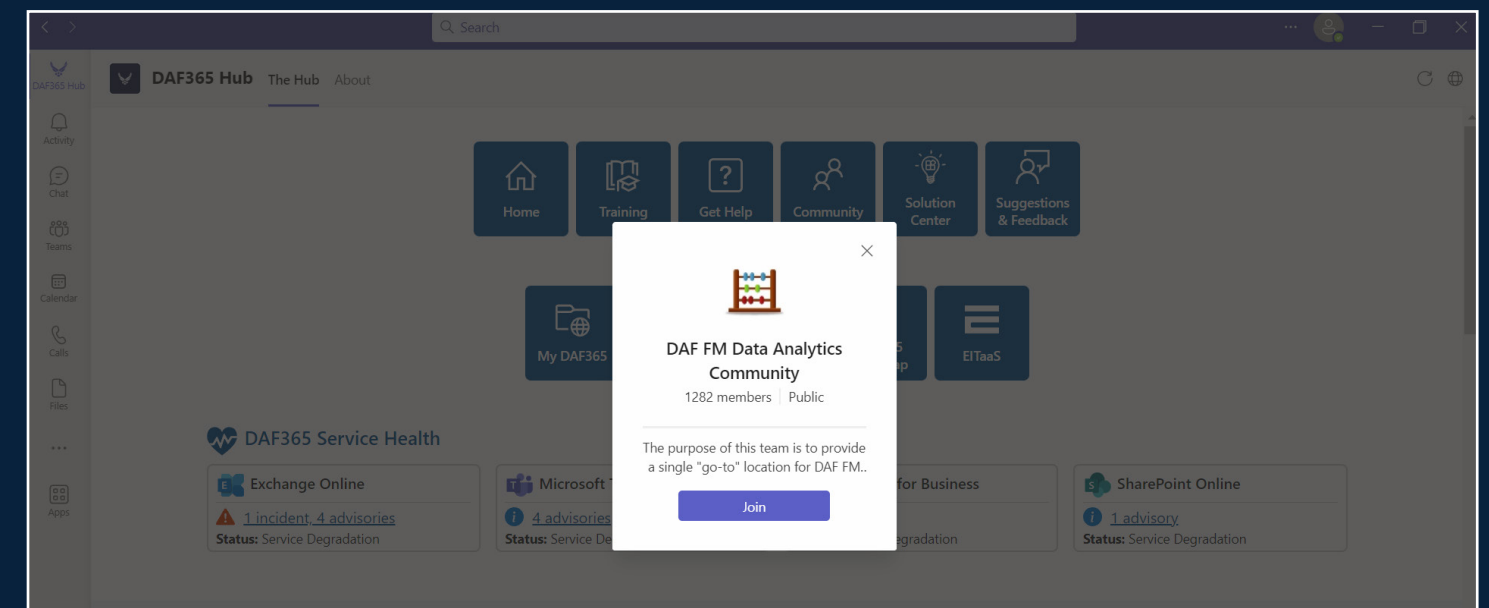 Search
DAF365 Hub The Hub About
DAF365 Hub
Activity
Chat
Teams
Calendar
Calls
Files
Apps
Home
Training
Get Help
Community
Solution
Center
Suggestions
& Feedback
My DAF365
EITaaS
DAF FM Data Analytics
Community
1282 members Public
The purpose of this team is to provide
a single "go-to" location for DAF FM..
Join
DAF365 Service Health
Exchange Online
1 incident, 4 advisories
Status: Service Degradation
Microsoft
4 advisories
Status: Service De
for Business
egradation
SharePoint Online
1 advisory
Status: Service Degradation